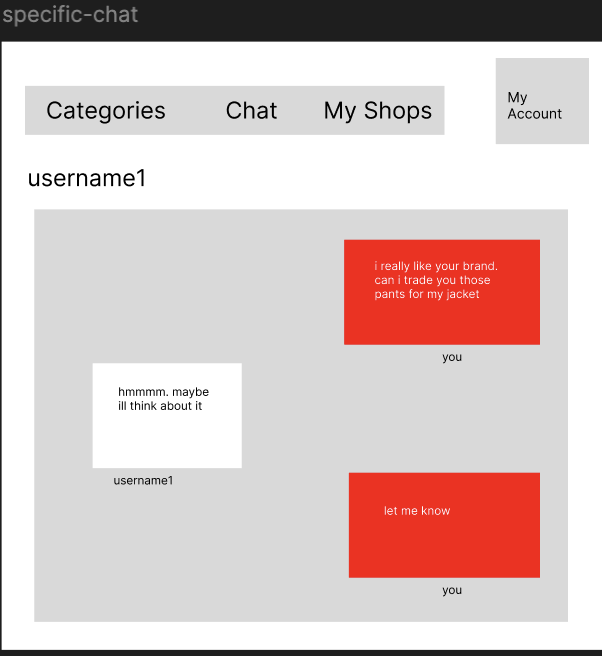 specific-chat
Categories Chat My Shops
My
Account
username1
i really like your brand.
can i trade you those
pants for my jacket
you
hmmmm. maybe
ill think about it
username1
let me know
you